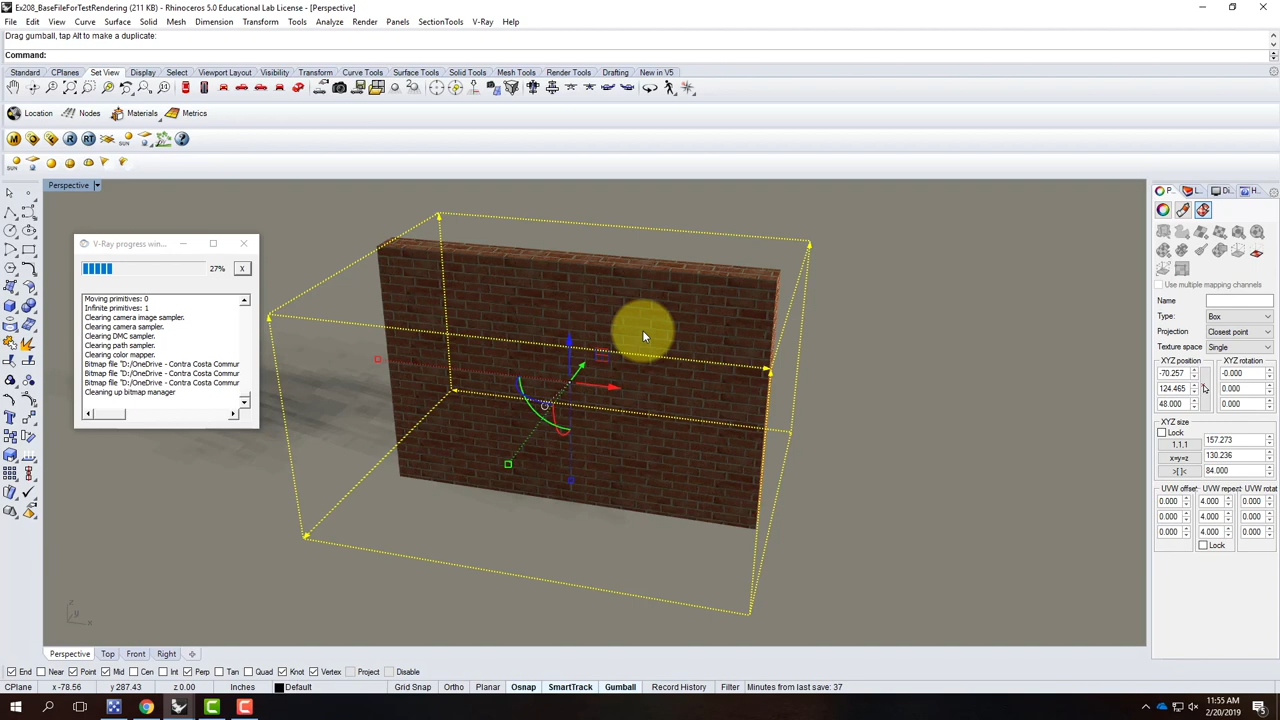 Ex208_BaseFileForTestRendering (211 KB) - Rhinoceros 5.0 Educational Lab License - [Perspective]
File Edit View Curve Surface Solid Mesh Dimension Transform Tools Analyze Render Panels SectionTools V-Ray Help
Drag gumball, tap Alt to make a duplicate:
Command:
Standard CPlanes Set View Display Select Viewport Layout Visibility Transform Curve Tools Surface Tools Solid Tools Mesh Tools Render Tools Drafting New in V5
Location Nodes Materials Metrics
M R RT ?
SUN
Perspective
P... L... Di... H...
V-Ray progress win...
27% X
Moving primitives: 0
Infinite primitives: 1
Clearing camera image sampler.
Clearing camera sampler.
Clearing DMC sampler.
Clearing path sampler.
Clearing color mapper.
Bitmap file "D:/OneDrive - Contra Costa Commur
Bitmap file "D:/OneDrive - Contra Costa Commur
Bitmap file "D:/OneDrive - Contra Costa Commur
Cleaning up bitmap manager
Use multiple mapping channels
Name
Type: Box
Projection Closest point
Texture space Single
XYZ position XYZ rotation
-70.257 -0.000
124.465 0.000
48.000 0.000
XYZ size
Lock 157.273
1,1,1
x=y=z 130.236
>[]< 84.000
UVW offset UVW repeat UVW rotat
0.000 4.000 0.000
0.000 4.000 0.000
0.000 4.000 0.000
Lock
z
y
x
Perspective Top Front Right
End Near Point Mid Cen Int Perp Tan Quad Knot Vertex Project Disable
CPlane x -78.56 y 287.43 z 0.00 Inches Default Grid Snap Ortho Planar Osnap SmartTrack Gumball Record History Filter Minutes from last save: 37
11:55 AM
2/20/2019